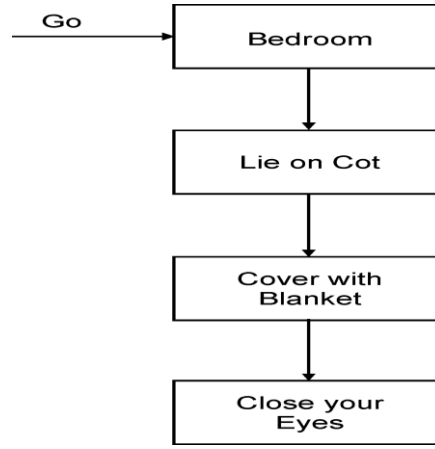 Go
Bedroom
Lie on Cot
Cover with
Blanket
Close your
Eyes